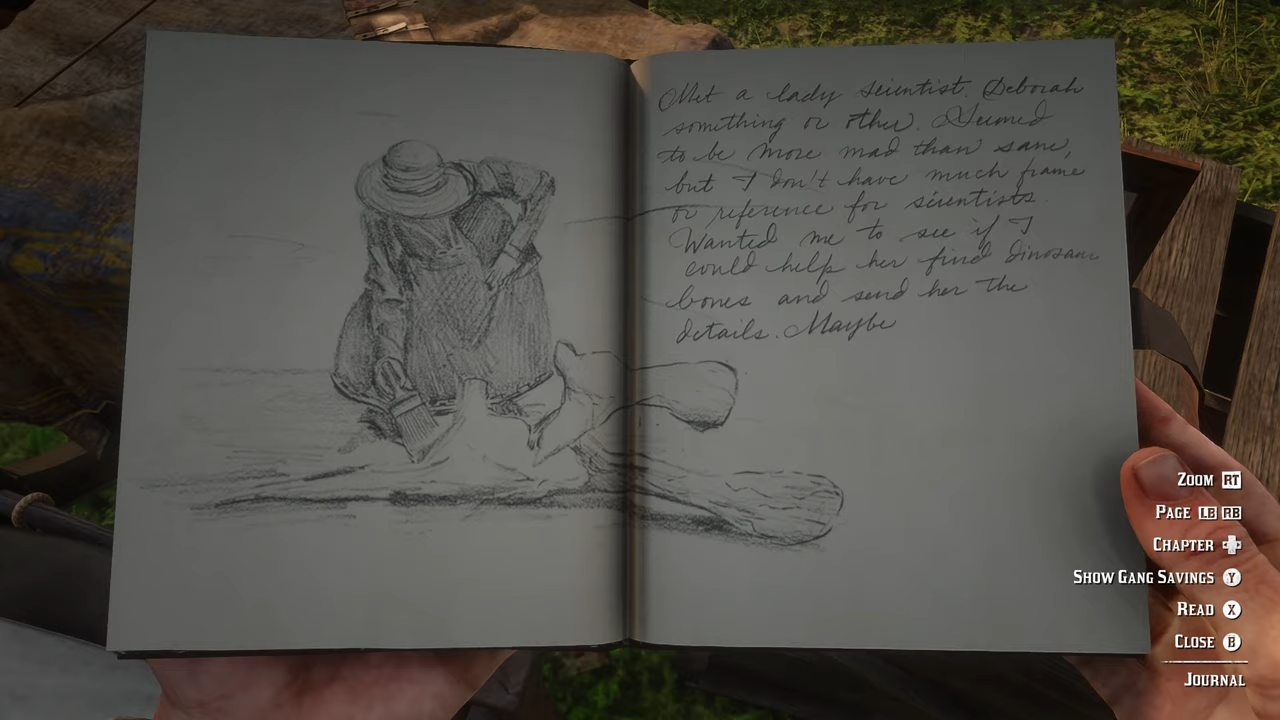 Met a lady scientist, Deborah
something or other. Seemed
to be more mad than sane,
but I don't have much frame
or reference for scientists.
Wanted me to see if I
could help her find dinosaur
bones and send her the
details. Maybe
ZOOM RT
PAGE LB RB
CHAPTER
SHOW GANG SAVINGS Y
READ X
CLOSE B
JOURNAL